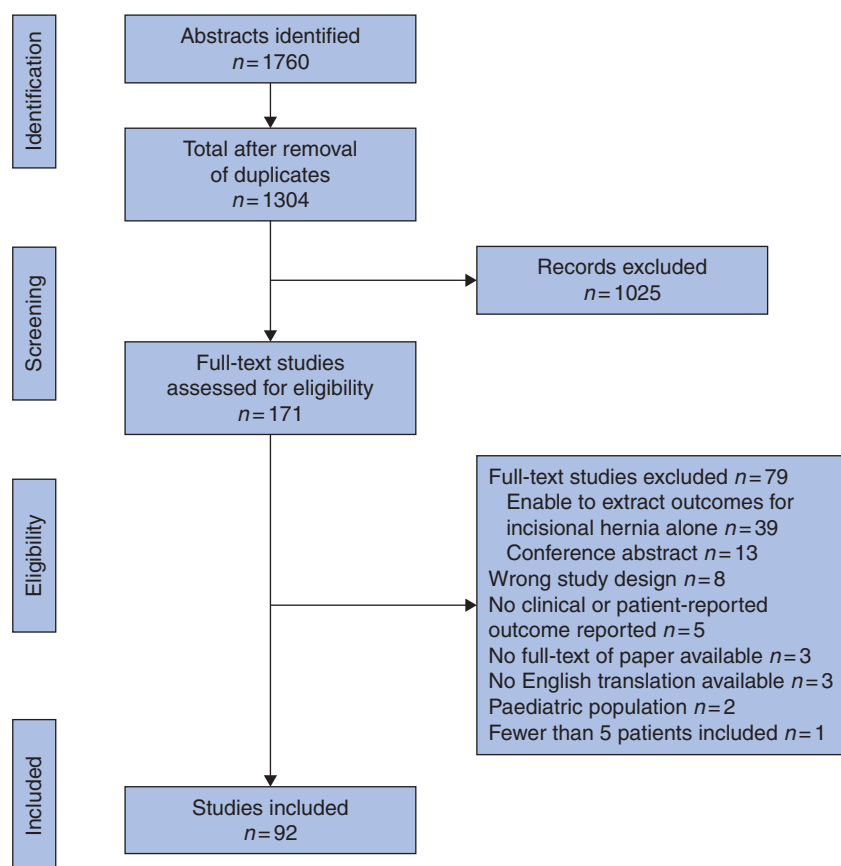 Identification
Abstracts identified
n=1760
Total after removal
of duplicates
n=1304
Screening
Records excluded
n=1025
Full-text studies
assessed for eligibility
n=171
Eligibility
Full-text studies excluded n=79
Enable to extract outcomes for
incisional hernia alone n=39
Conference abstract n=13
Wrong study design n=8
No clinical or patient-reported
outcome reported n=5
No full-text of paper available n=3
No English translation available n=3
Paediatric population n=2
Fewer than 5 patients included n=1
Included
Studies included
n=92